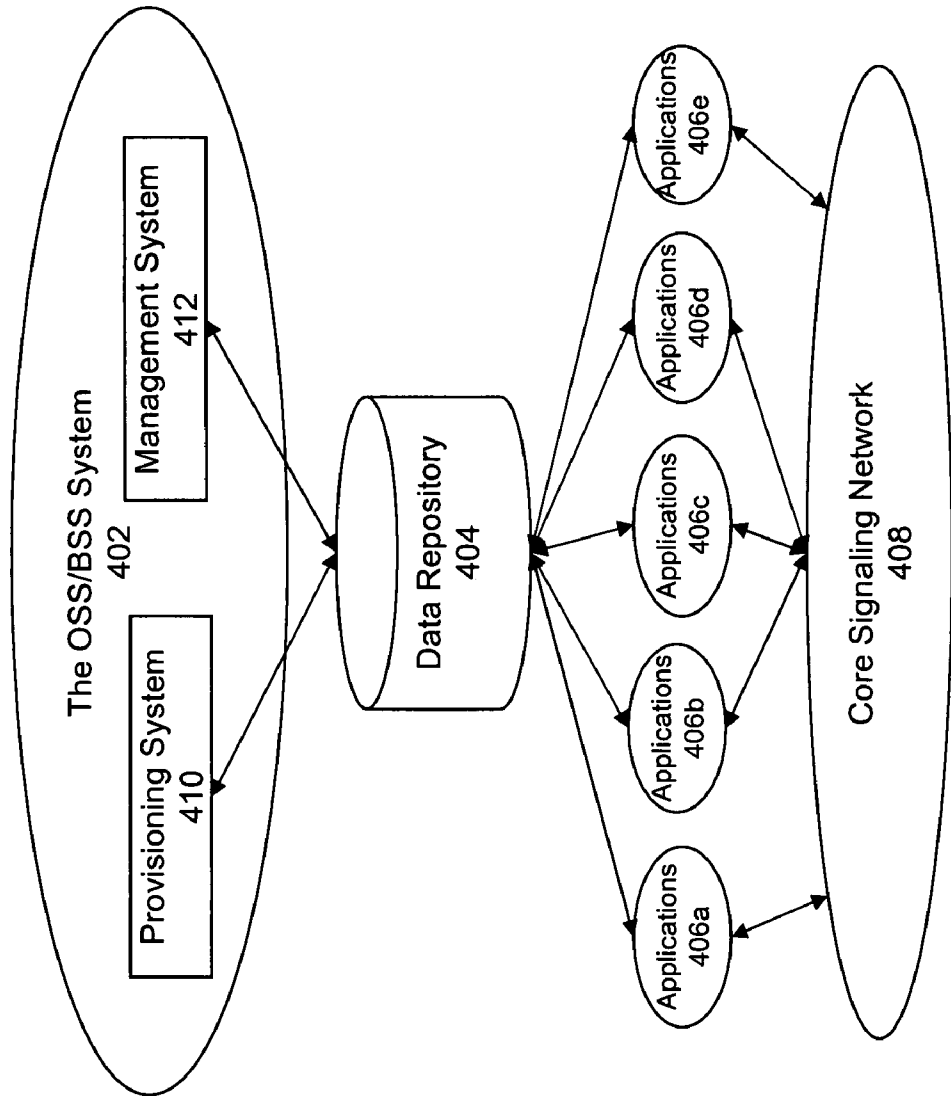 The OSS/BSS System
402
Provisioning System
410
Management System
412
Data Repository
404
Applications
406a
Applications
406b
Applications
406c
Applications
406d
Applications
406e
Core Signaling Network
408